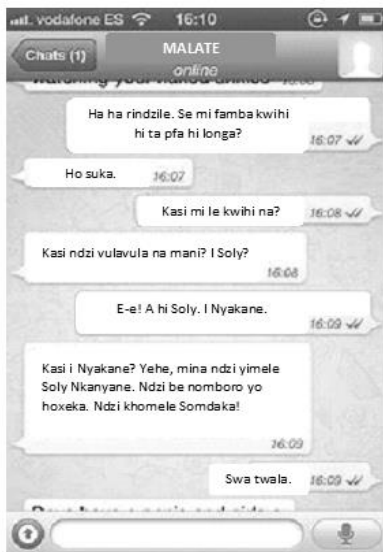 vodafone ES 16:10
Chats (1)
MALATE
online
Ha ha rindzile. Se mi famba kwihi
hi ta pfa hi longa?
16:07
Ho suka. 16:07
Kasi mi le kwihi na? 16:08
Kasi ndzi vulavula na mani? I Soly?
16:08
E-e! A hi Soly. I Nyakane.
16:09
Kasi i Nyakane? Yehe, mina ndzi yimele
Soly Nkanyane. Ndzi be nomboro yo
hoxeka. Ndzi khomele Somdaka!
16:09
Swa twala. 16:09